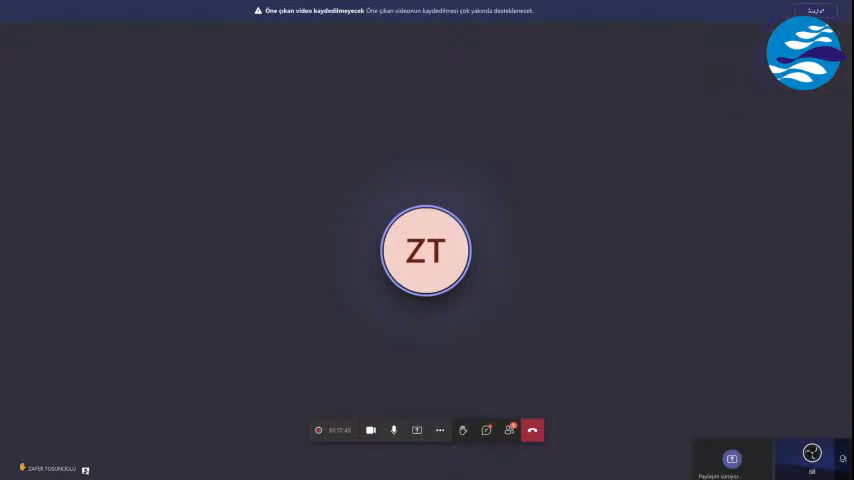 Öne çıkan video kaydedilmeyecek Öne çıkan videonun kaydedilmesi çok yakında desteklenecek.
ZT
01:17:45
ZAFER TOSUNOĞLU
Paylaşım sürüyor...